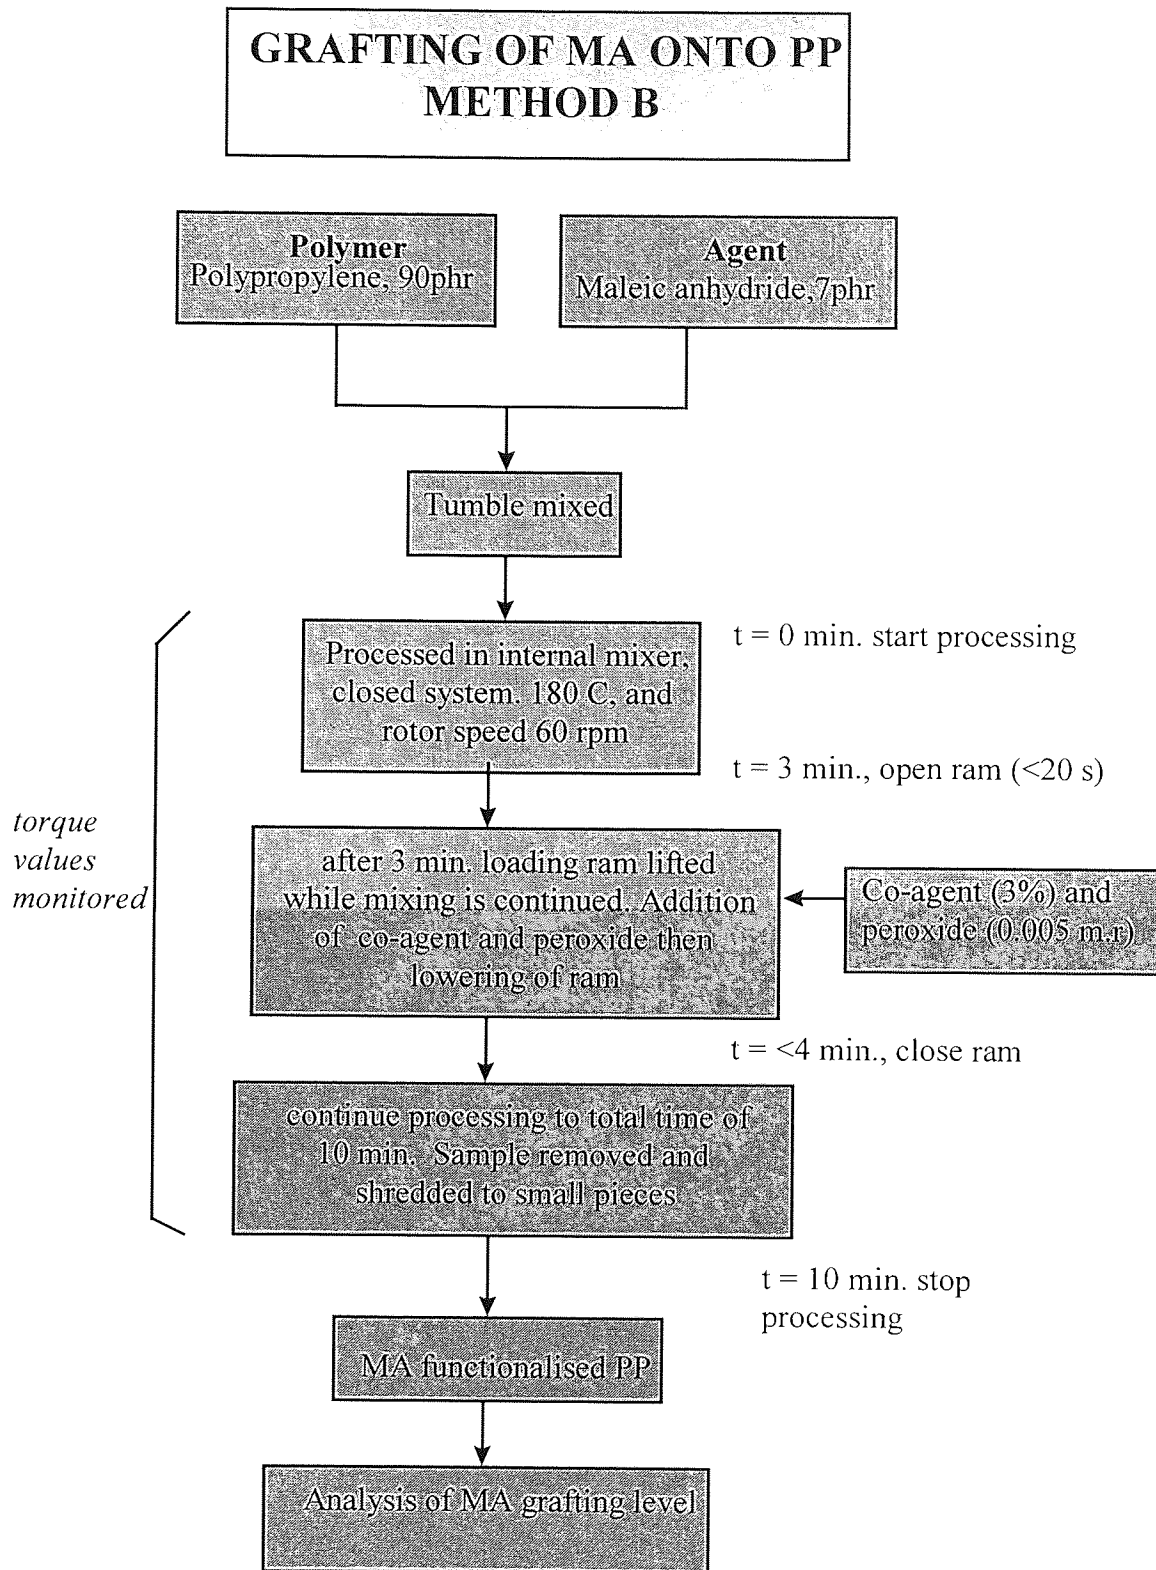 GRAFTING OF MA ONTO PP
METHOD B
Polymer
Polypropylene, 90phr
Agent
Maleic anhydride,7phr
Tumble mixed
t = 0 min. start processing
Processed in internal mixer,
closed system. 180 C, and
rotor speed 60 rpm
t = 3 min., open ram (<20 s)
torque
values
monitored
after 3 min. loading ram lifted
while mixing is continued. Addition
of co-agent and peroxide then
lowering of ram
Co-agent (3%) and
peroxide (0.005 m.r)
t = <4 min., close ram
continue processing to total time of
10 min. Sample removed and
shredded to small pieces
t = 10 min. stop
processing
MA functionalised PP
Analysis of MA grafting level